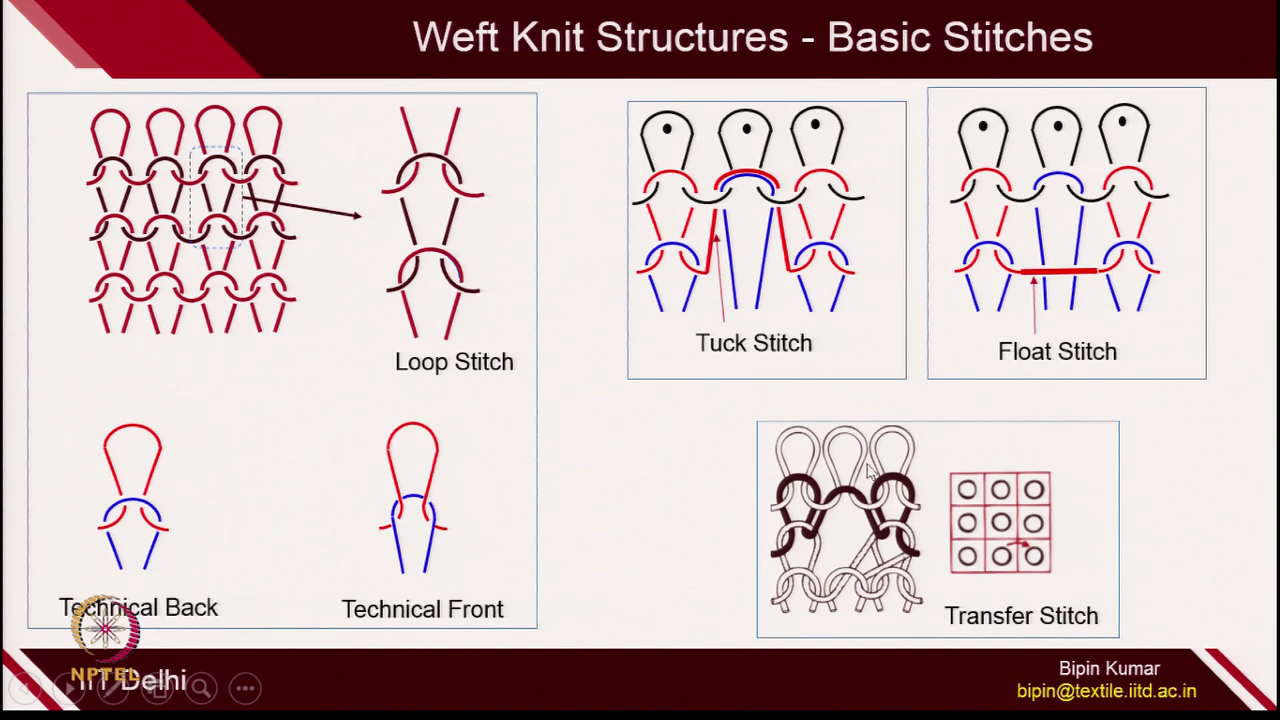 Weft Knit Structures - Basic Stitches
Loop Stitch
Technical Back
Technical Front
Tuck Stitch
Float Stitch
Transfer Stitch
NPTEL
IIT Delhi
Bipin Kumar
bipin@textile.iitd.ac.in